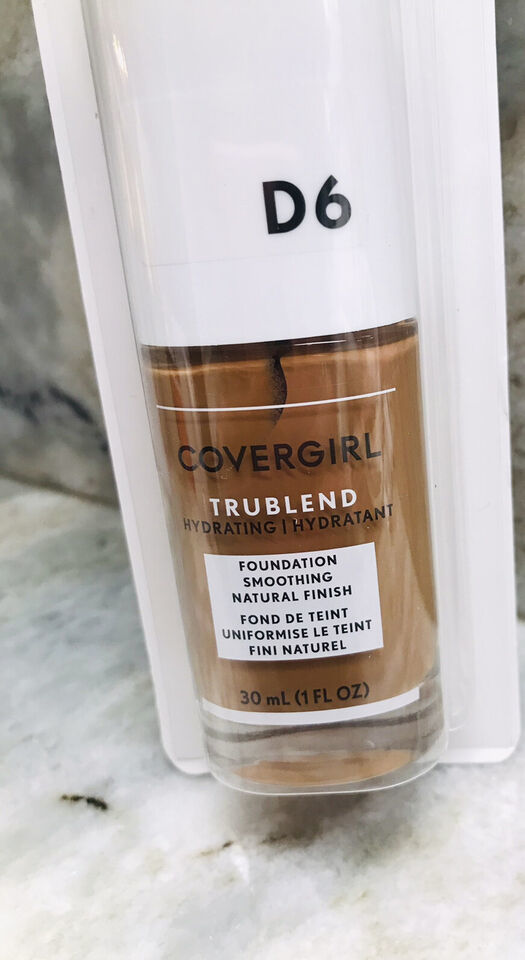 D6
COVERGIRL
TRUBLEND
HYDRATING | HYDRATANT
FOUNDATION
SMOOTHING
NATURAL FINISH
FOND DE TEINT
UNIFORMISE LE TEINT
FINI NATUREL
30 mL (1 FL OZ)